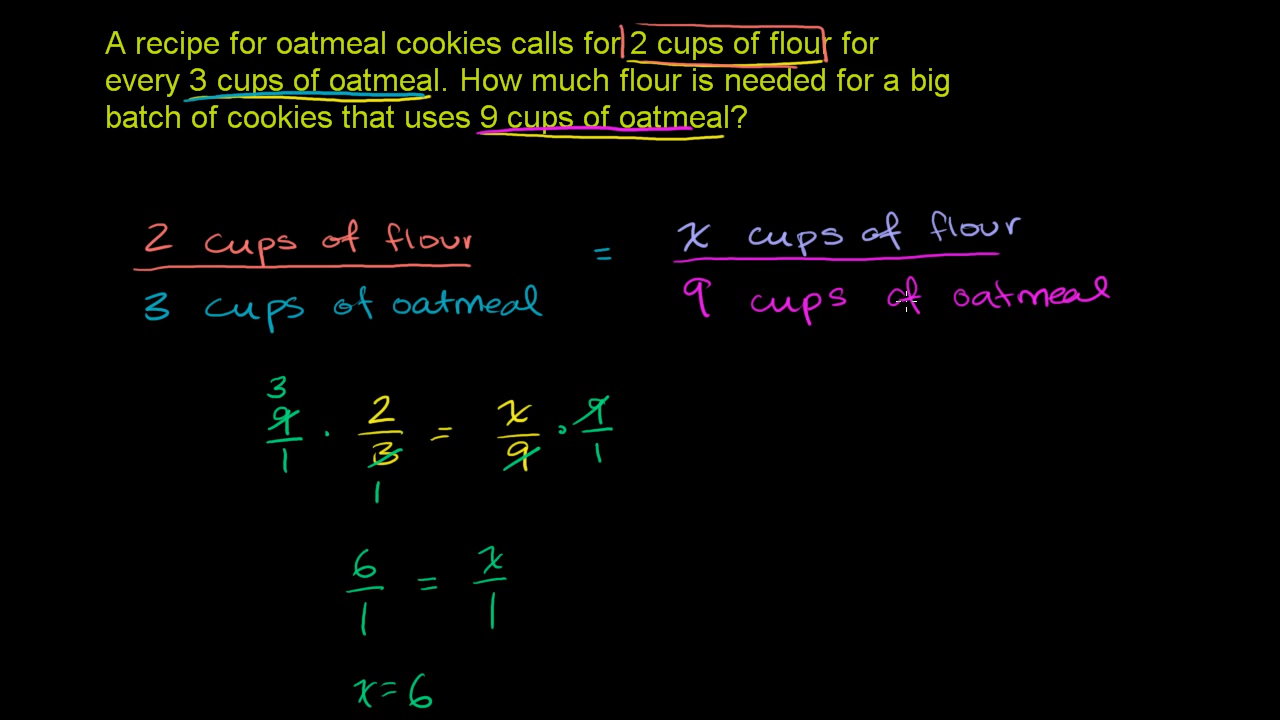 A recipe for oatmeal cookies calls for 2 cups of flour for
every 3 cups of oatmeal. How much flour is needed for a big
batch of cookies that uses 9 cups of oatmeal?
2 cups of flour = x cups of flour
3 cups of oatmeal 9 cups of oatmeal
3
9/1 · 2/3 = x/9 · 9/1
1
6/1 = x/1
x=6